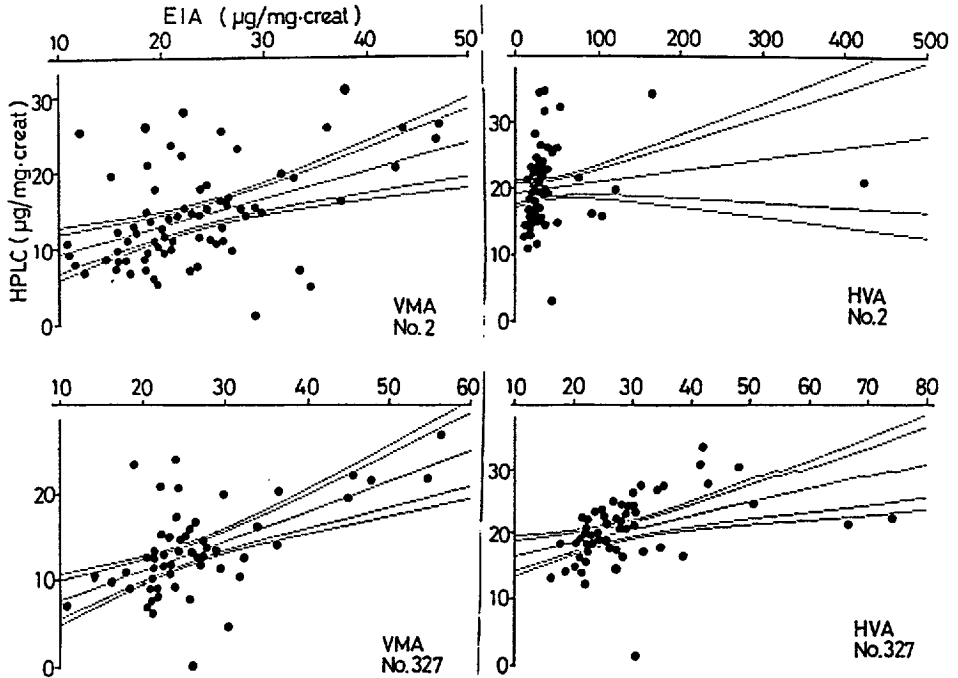 EIA (µg/mg·creat)
10 20 30 40 50
0 100 200 300 400 500
HPLC (µg/mg·creat)
30
20
10
0
VMA
No.2
30
20
10
0
HVA
No.2
10 20 30 40 50 60
10 20 30 40 50 60 70 80
20
10
0
VMA
No.327
30
20
10
0
HVA
No.327